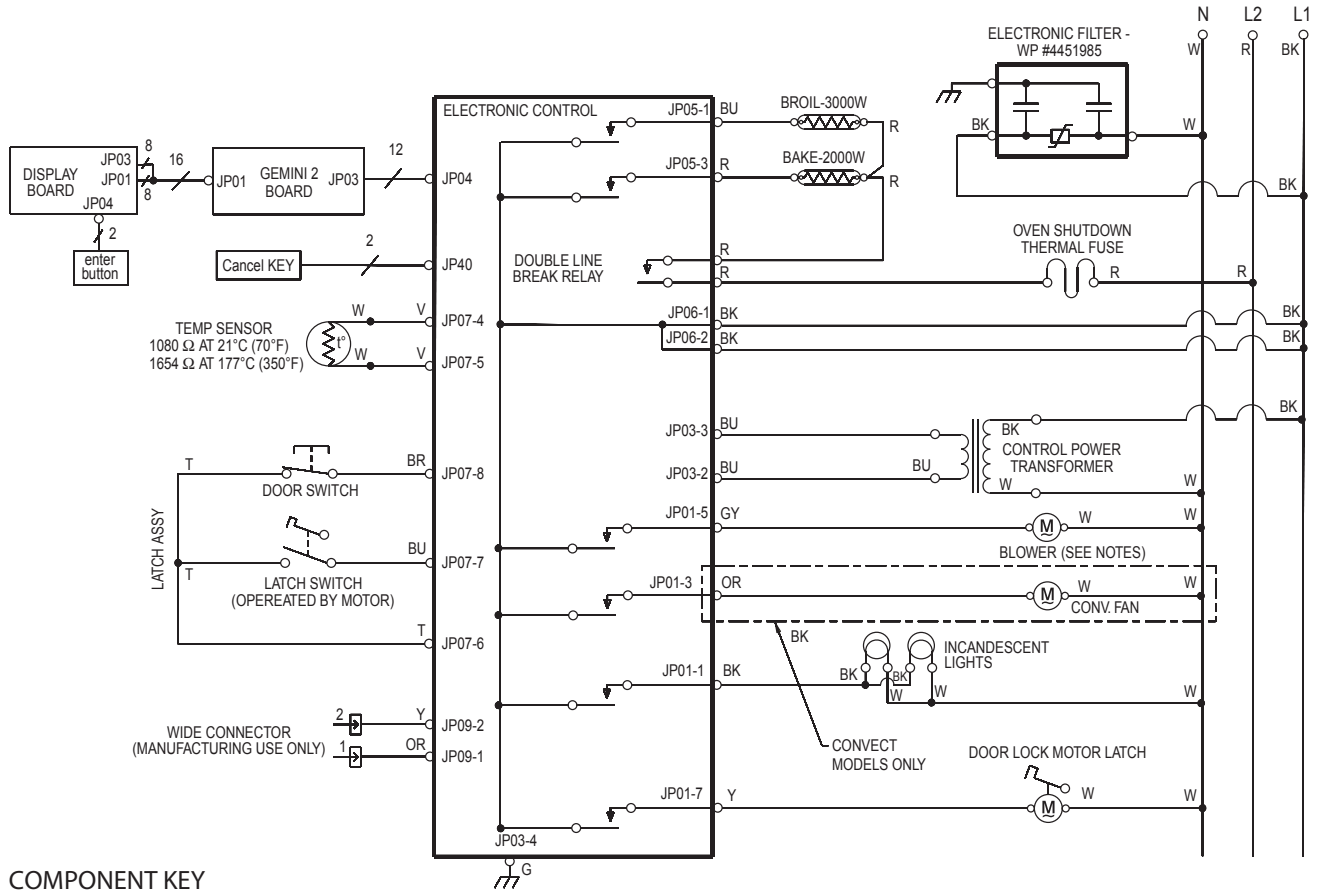 N L2 L1
ELECTRONIC FILTER -
WP #4451985
W R BK
ELECTRONIC CONTROL
JP05-1 BU
BROIL-3000W
R
BK
W
DISPLAY
BOARD
JP03
JP01
JP04
8
8
16
JP01
GEMINI 2
BOARD
JP03
12
JP04
JP05-3 R
BAKE-2000W
R
BK
2
enter
button
Cancel KEY
2
JP40
DOUBLE LINE
BREAK RELAY
R
R
OVEN SHUTDOWN
THERMAL FUSE
R
R
TEMP SENSOR
1080 Ω AT 21°C (70°F)
1654 Ω AT 177°C (350°F)
W
t°
W
V
JP07-4
V
JP07-5
JP06-1 BK
BK
JP06-2 BK
BK
BK
JP03-3 BU
BK
CONTROL POWER
TRANSFORMER
JP03-2 BU
BU
W
W
T
DOOR SWITCH
BR
JP07-8
LATCH ASSY
JP01-5 GY
W
W
BLOWER (SEE NOTES)
M
T
LATCH SWITCH
(OPEREATED BY MOTOR)
BU
JP07-7
JP01-3 OR
M
W
W
CONV. FAN
T
JP07-6
BK
INCANDESCENT
LIGHTS
JP01-1 BK
BK
BK
W
W
W
WIDE CONNECTOR
(MANUFACTURING USE ONLY)
2
Y
JP09-2
1
OR
JP09-1
CONVECT
MODELS ONLY
DOOR LOCK MOTOR LATCH
JP01-7 Y
M
W
W
JP03-4
G
COMPONENT KEY